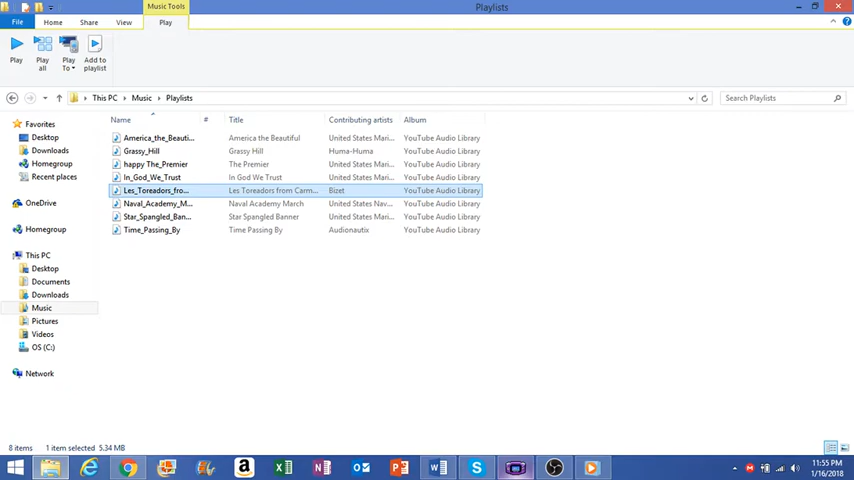 Music Tools
Playlists
File
Home
Share
View
Play
Play
Play all
Play To
Add to playlist
This PC
Music
Playlists
Search Playlists
Name
#
Title
Contributing artists
Album
America_the_Beauti...
America the Beautiful
United States Mari...
YouTube Audio Library
Grassy_Hill
Grassy Hill
Huma-Huma
YouTube Audio Library
happy The_Premier
The Premier
United States Mari...
YouTube Audio Library
In_God_We_Trust
In God We Trust
United States Mari...
YouTube Audio Library
Les_Toreadors_fro...
Les Toreadors from Carm...
Bizet
YouTube Audio Library
Naval_Academy_M...
Naval Academy March
United States Nav...
YouTube Audio Library
Star_Spangled_Ban...
Star Spangled Banner
United States Mari...
YouTube Audio Library
Time_Passing_By
Time Passing By
Audionautix
YouTube Audio Library
Favorites
Desktop
Downloads
Homegroup
Recent places
OneDrive
Homegroup
This PC
Desktop
Documents
Downloads
Music
Pictures
Videos
OS (C:)
Network
8 items
1 item selected 5.34 MB
11:55 PM
1/16/2018